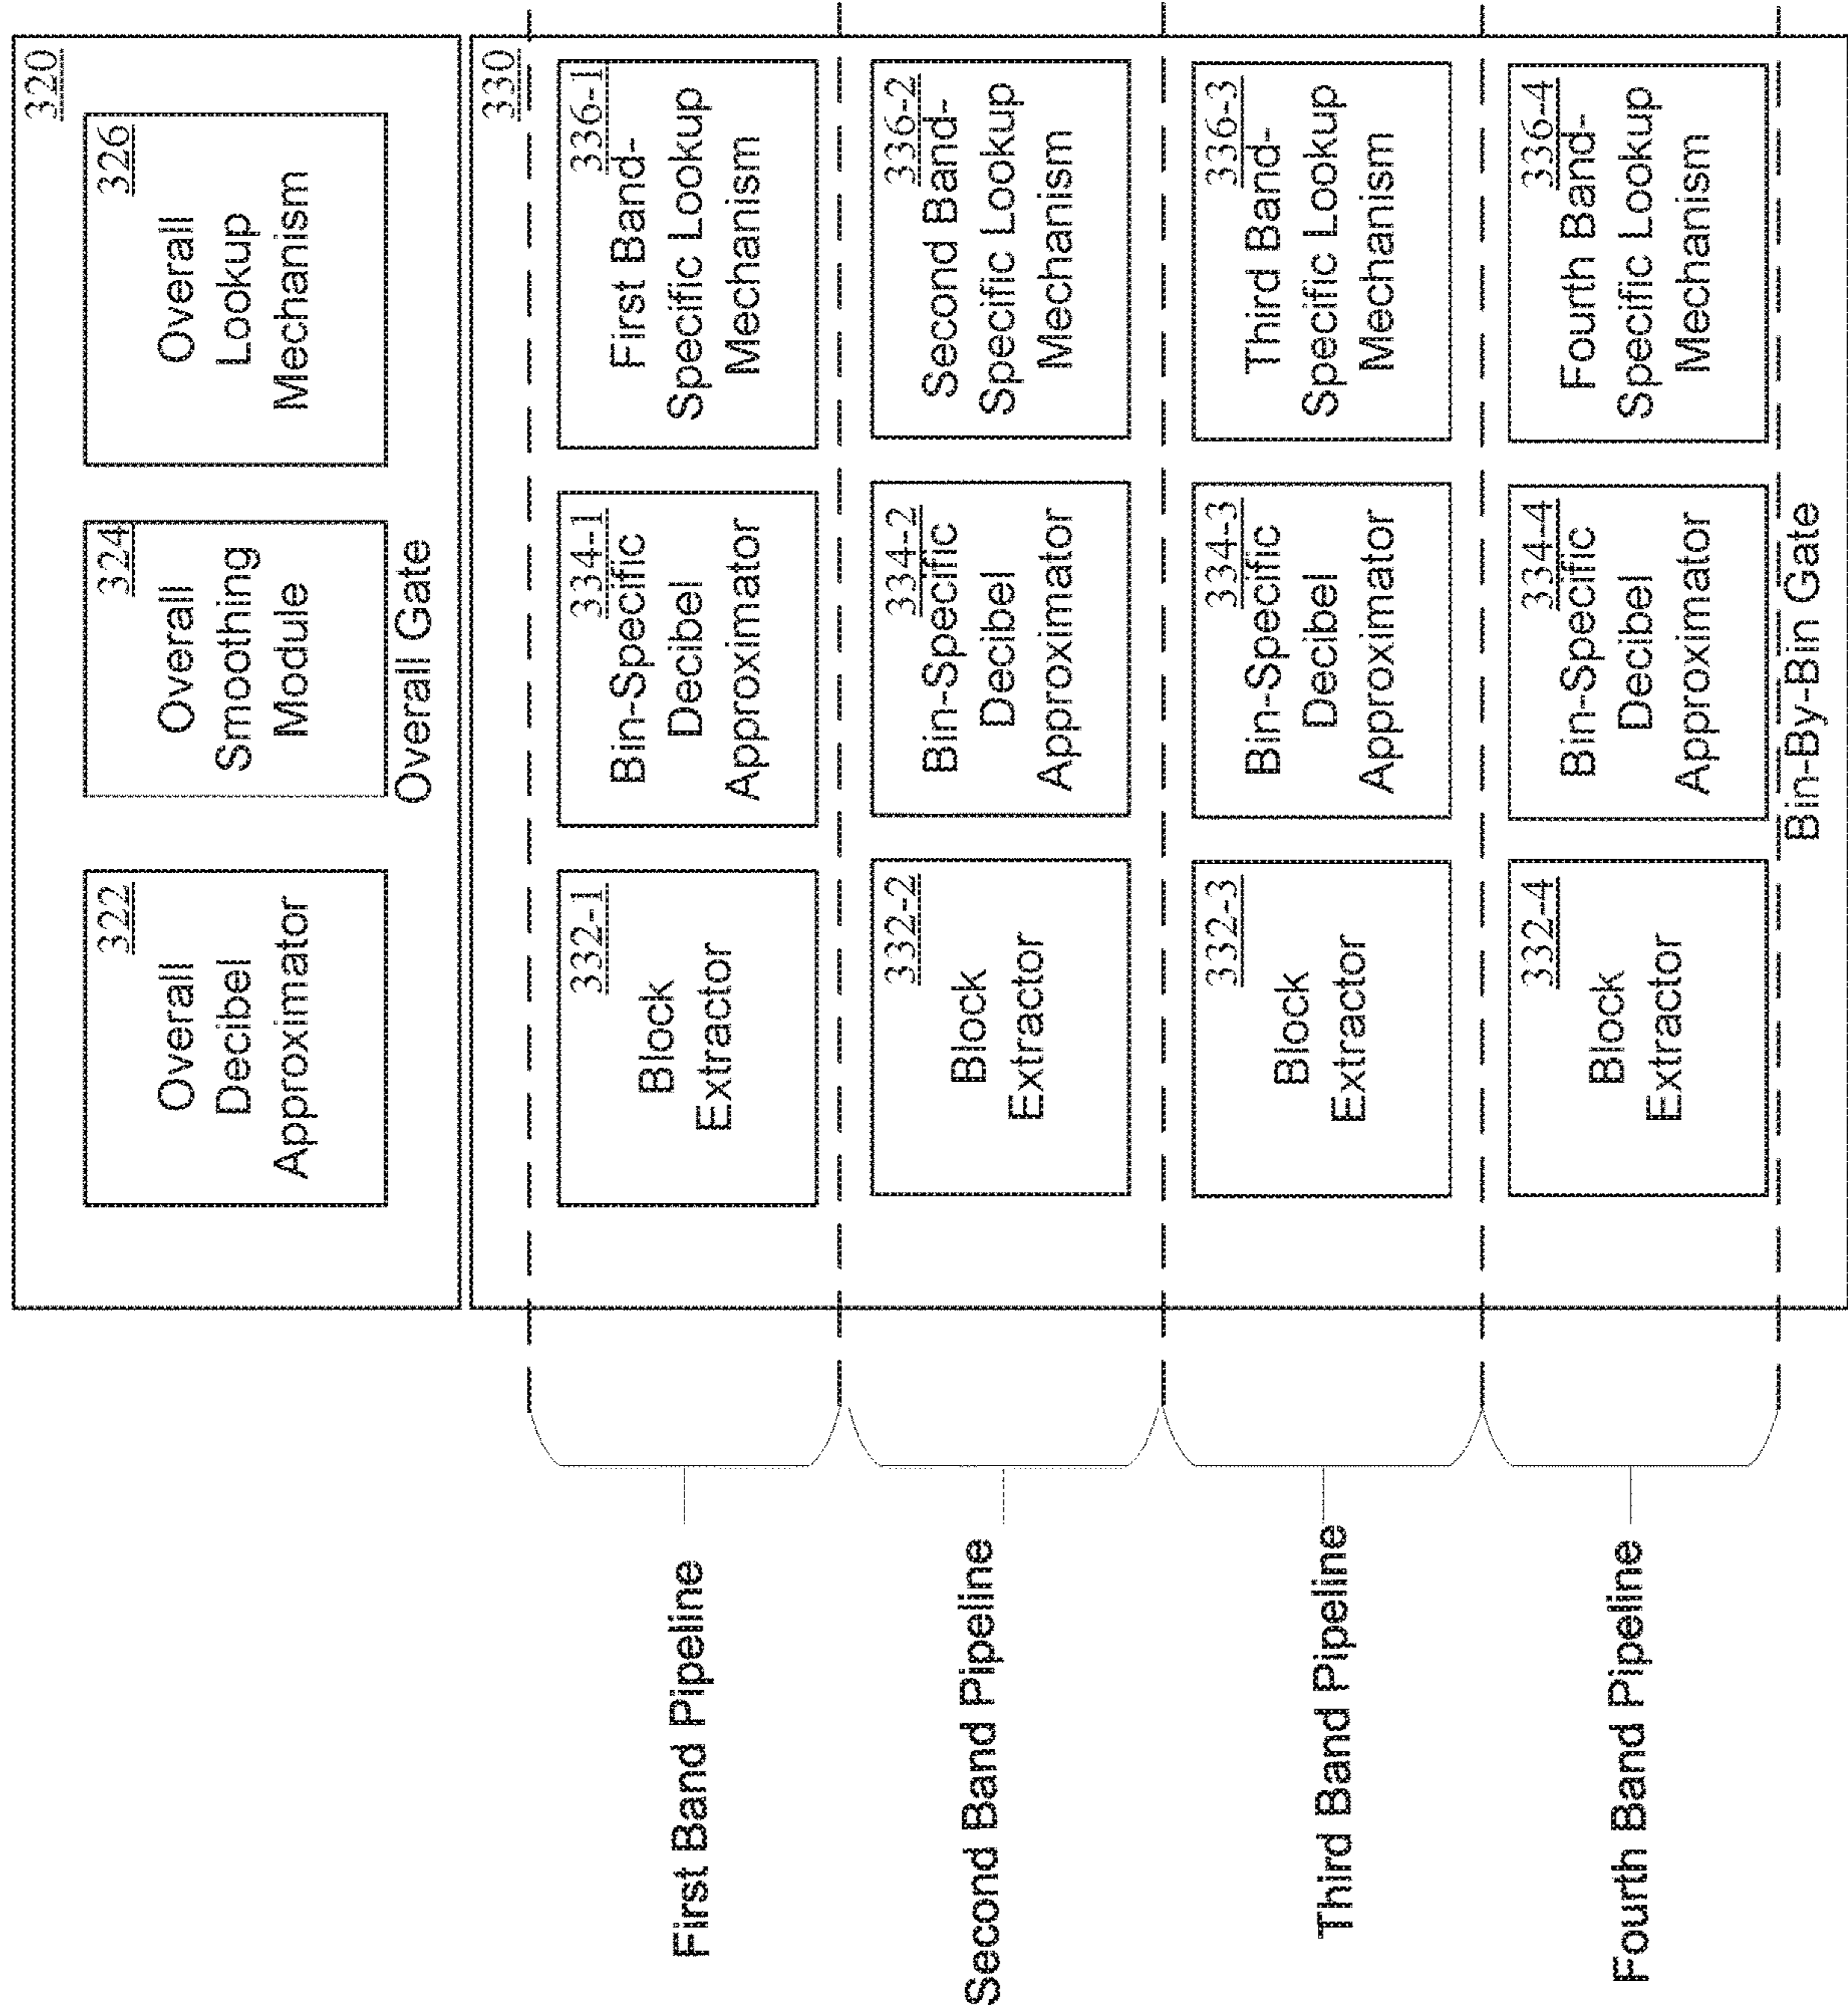 320
322
Overall
Decibel
Approximator
324
Overall
Smoothing
Module
326
Overall
Lookup
Mechanism
Overall Gate
330
First Band Pipeline
332-1
Block
Extractor
334-1
Bin-Specific
Decibel
Approximator
336-1
First Band-
Specific Lookup
Mechanism
Second Band Pipeline
332-2
Block
Extractor
334-2
Bin-Specific
Decibel
Approximator
336-2
Second Band-
Specific Lookup
Mechanism
Third Band Pipeline
332-3
Block
Extractor
334-3
Bin-Specific
Decibel
Approximator
336-3
Third Band-
Specific Lookup
Mechanism
Fourth Band Pipeline
332-4
Block
Extractor
334-4
Bin-Specific
Decibel
Approximator
336-4
Fourth Band-
Specific Lookup
Mechanism
Bin-By-Bin Gate